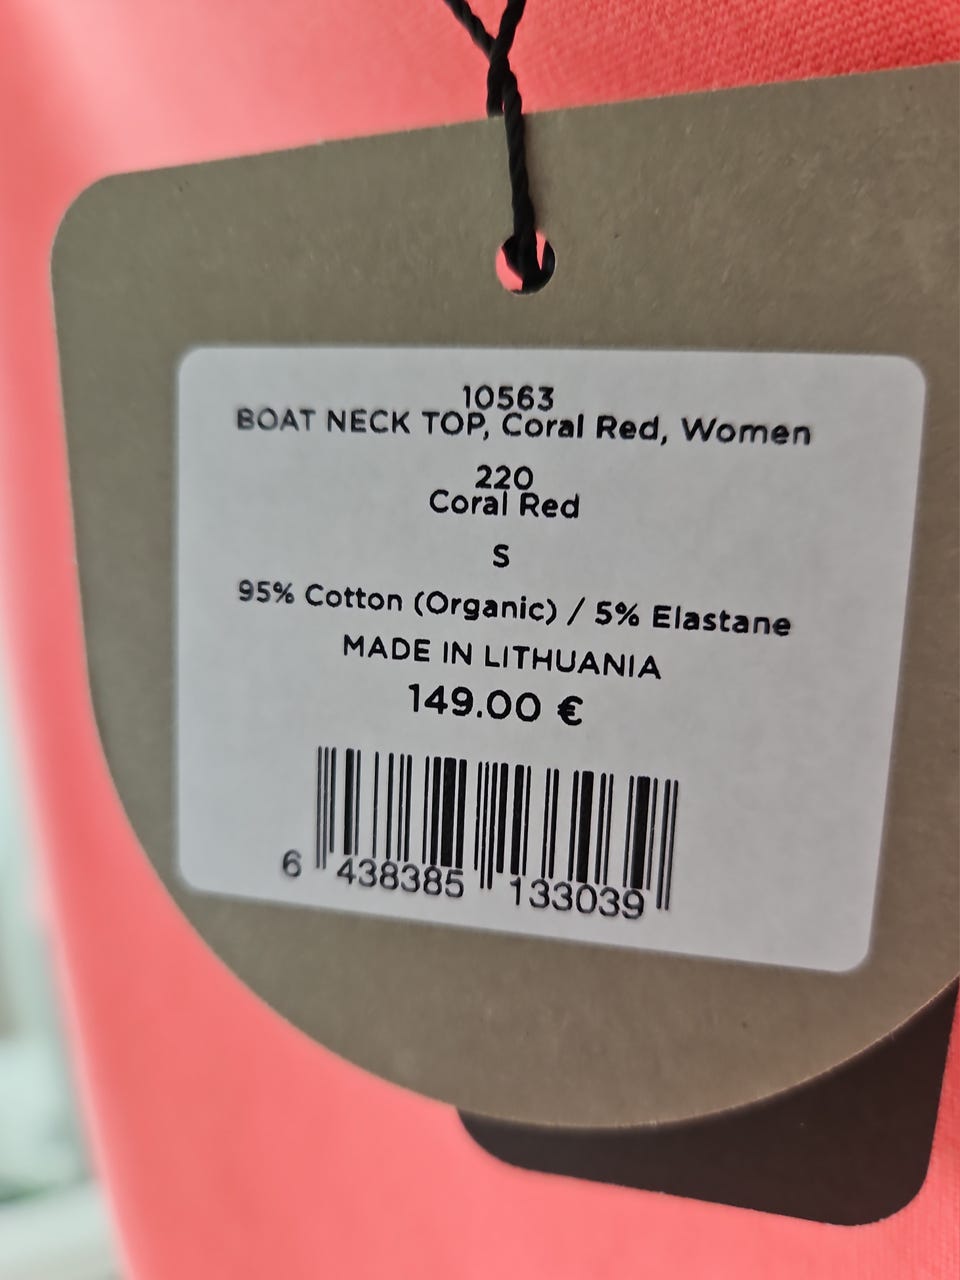 10563
BOAT NECK TOP, Coral Red, Women
220
Coral Red
S
95% Cotton (Organic) / 5% Elastane
MADE IN LITHUANIA
149.00 €
6 438385 133039